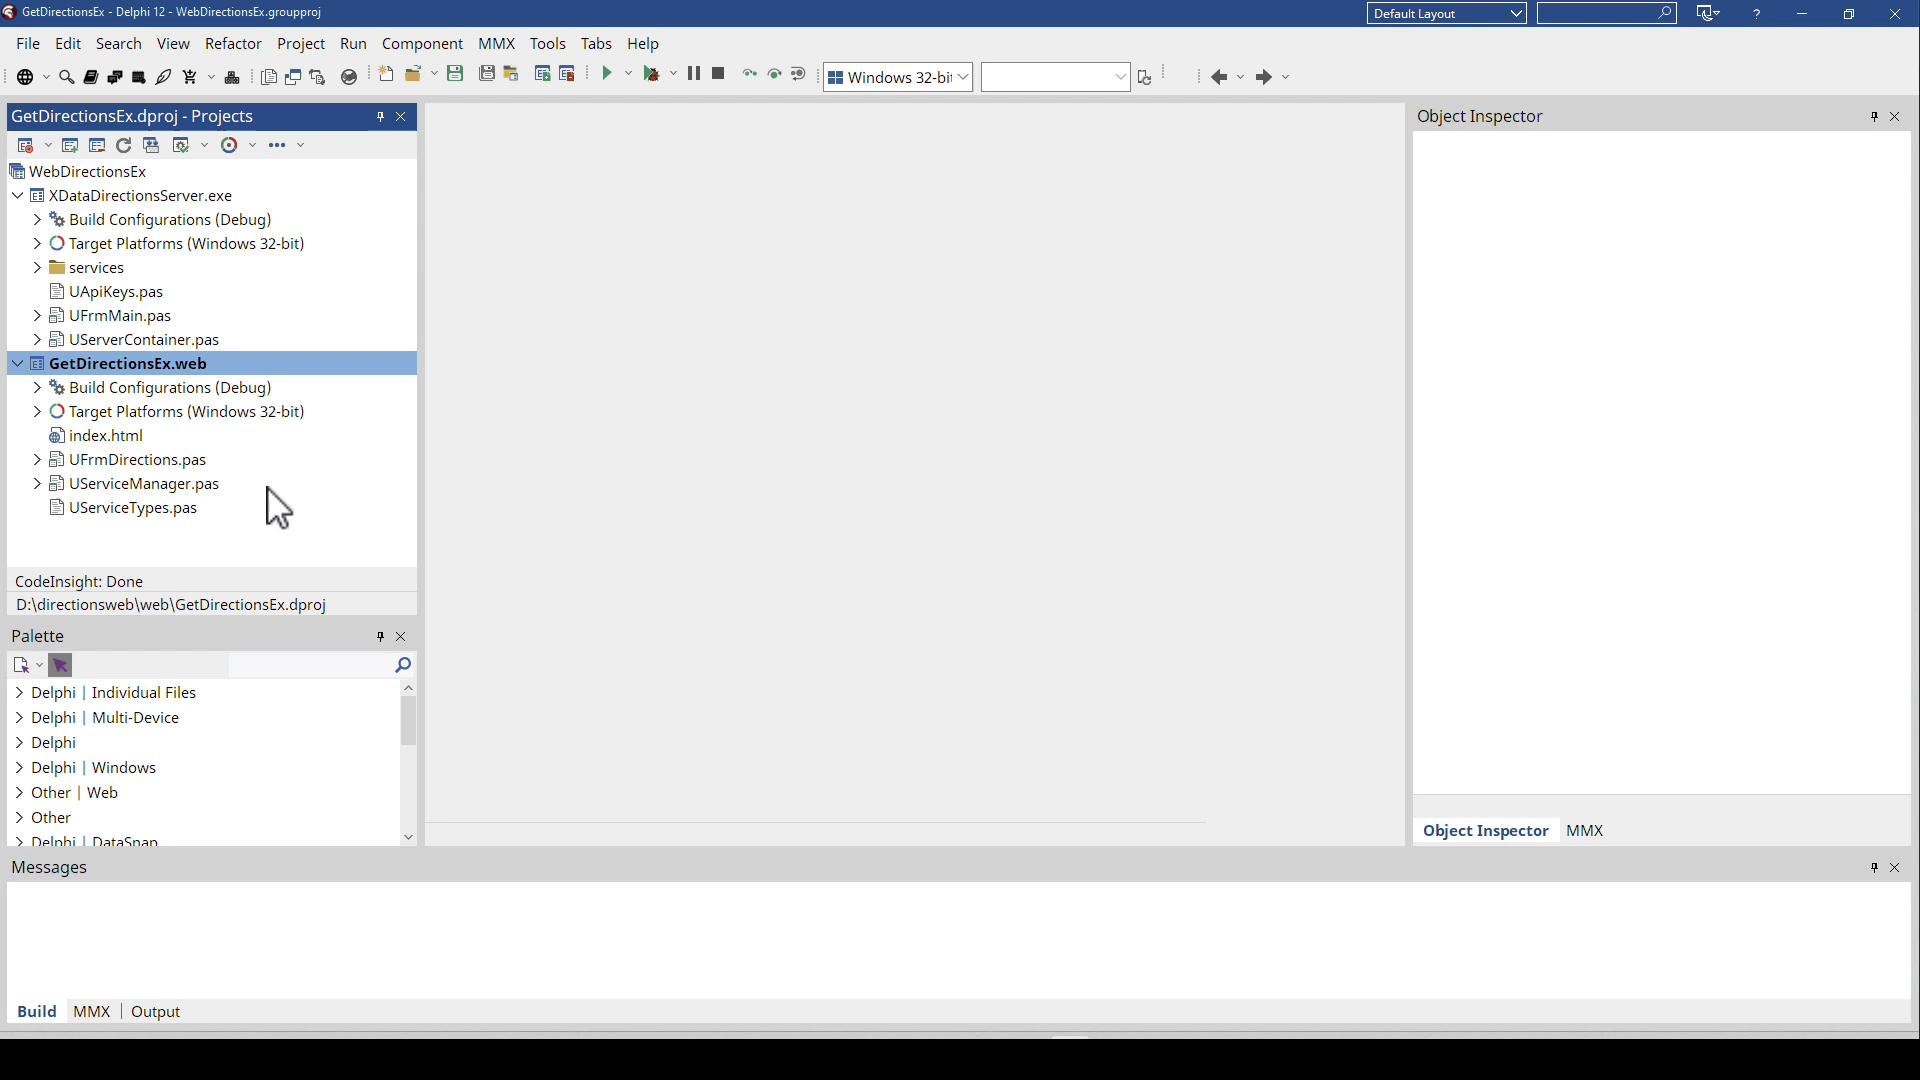 GetDirectionsEx - Delphi 12 - WebDirectionsEx.groupproj
Default Layout
?
File Edit Search View Refactor Project Run Component MMX Tools Tabs Help
Windows 32-bi
GetDirectionsEx.dproj - Projects
WebDirectionsEx
XDataDirectionsServer.exe
Build Configurations (Debug)
Target Platforms (Windows 32-bit)
services
UApiKeys.pas
UFrmMain.pas
UServerContainer.pas
GetDirectionsEx.web
Build Configurations (Debug)
Target Platforms (Windows 32-bit)
index.html
UFrmDirections.pas
UServiceManager.pas
UServiceTypes.pas
CodeInsight: Done
D:\directionsweb\web\GetDirectionsEx.dproj
Palette
Delphi | Individual Files
Delphi | Multi-Device
Delphi
Delphi | Windows
Other | Web
Other
Delphi | DataSnap
Object Inspector
Object Inspector MMX
Messages
Build MMX Output